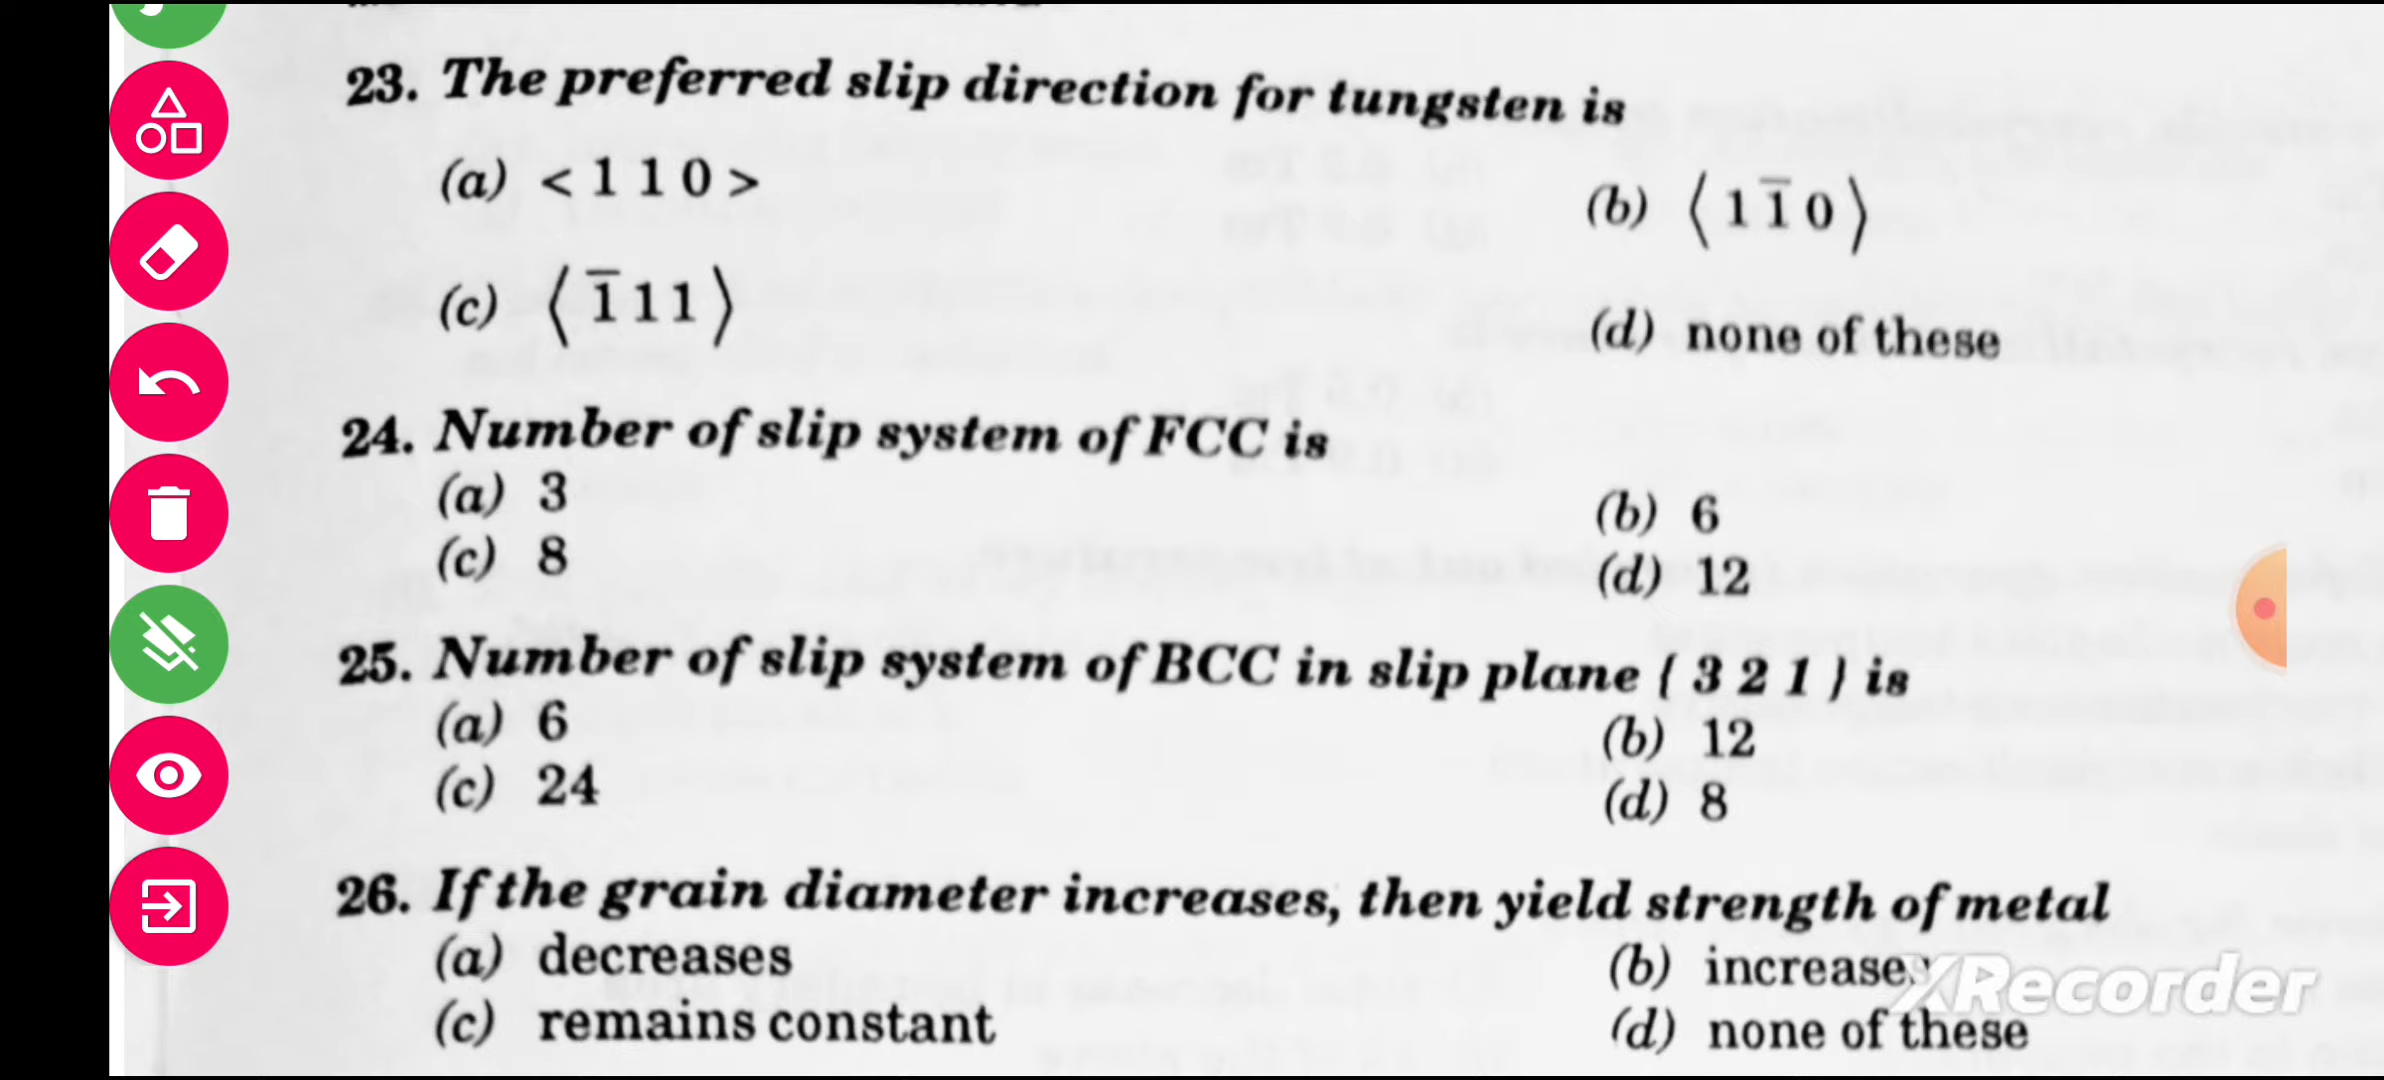 23. The preferred slip direction for tungsten is
(a) < 1 1 0 >
(b) ⟨ 1 1̅ 0 ⟩
(c) ⟨ 1̅ 1 1 ⟩
(d) none of these
24. Number of slip system of FCC is
(a) 3
(b) 6
(c) 8
(d) 12
25. Number of slip system of BCC in slip plane { 3 2 1 } is
(a) 6
(b) 12
(c) 24
(d) 8
26. If the grain diameter increases, then yield strength of metal
(a) decreases
(b) increases
XRecorder
(c) remains constant
(d) none of these